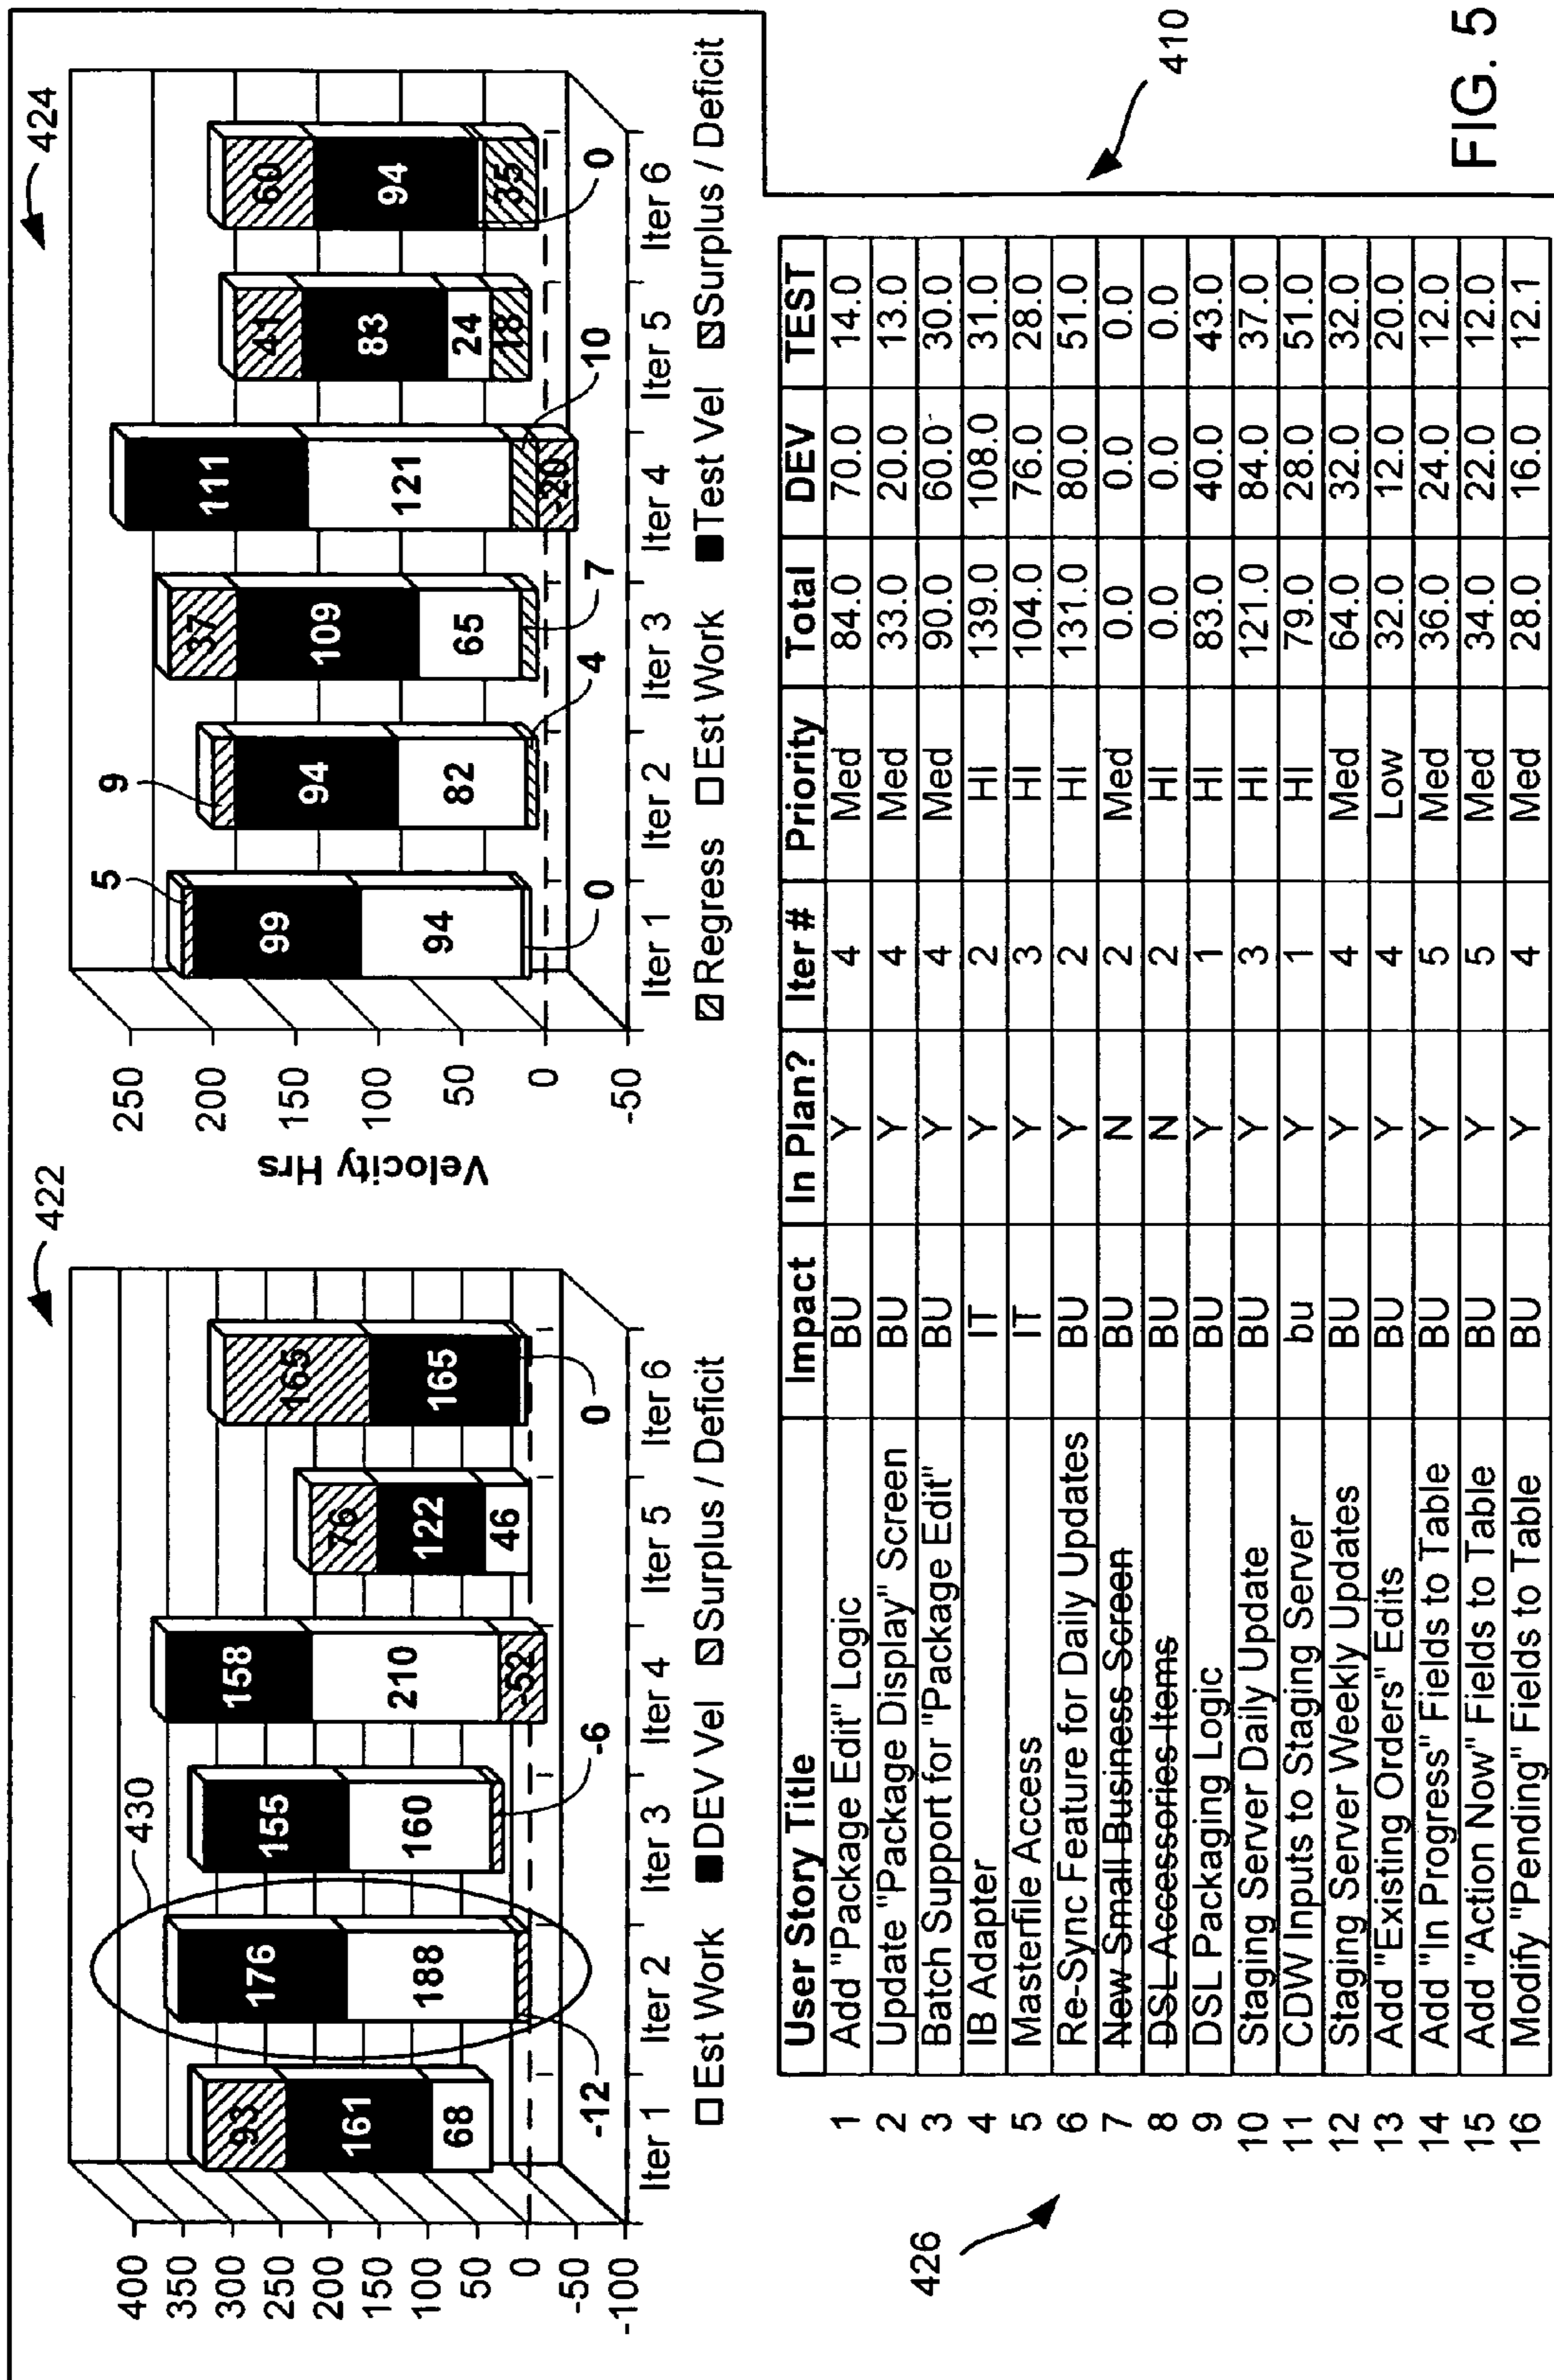 422
400
350
300
250
200
150
100
50
0
-50
-100
93
161
68
176
188
-12
430
155
160
-6
158
210
-52
76
122
46
165
165
0
Iter 1 Iter 2 Iter 3 Iter 4 Iter 5 Iter 6
Est Work DEV Vel Surplus / Deficit
424
Velocity Hrs
250
200
150
100
50
0
-50
5
99
94
0
9
94
82
4
37
109
65
7
111
121
10
-20
41
83
24
18
60
94
35
0
Iter 1 Iter 2 Iter 3 Iter 4 Iter 5 Iter 6
Regress Est Work Test Vel Surplus / Deficit
426
User Story Title Impact In Plan? Iter # Priority Total DEV TEST
1 Add "Package Edit" Logic BU Y 4 Med 84.0 70.0 14.0
2 Update "Package Display" Screen BU Y 4 Med 33.0 20.0 13.0
3 Batch Support for "Package Edit" BU Y 4 Med 90.0 60.0 30.0
4 IB Adapter IT Y 2 HI 139.0 108.0 31.0
5 Masterfile Access IT Y 3 HI 104.0 76.0 28.0
6 Re-Sync Feature for Daily Updates BU Y 2 HI 131.0 80.0 51.0
7 New Small Business Screen BU N 2 Med 0.0 0.0 0.0
8 DSL Accessories Items BU N 2 HI 0.0 0.0 0.0
9 DSL Packaging Logic BU Y 1 HI 83.0 40.0 43.0
10 Staging Server Daily Update BU Y 3 HI 121.0 84.0 37.0
11 CDW Inputs to Staging Server bu Y 1 HI 79.0 28.0 51.0
12 Staging Server Weekly Updates BU Y 4 Med 64.0 32.0 32.0
13 Add "Existing Orders" Edits BU Y 4 Low 32.0 12.0 20.0
14 Add "In Progress" Fields to Table BU Y 5 Med 36.0 24.0 12.0
15 Add "Action Now" Fields to Table BU Y 5 Med 34.0 22.0 12.0
16 Modify "Pending" Fields to Table BU Y 4 Med 28.0 16.0 12.1
410
FIG. 5